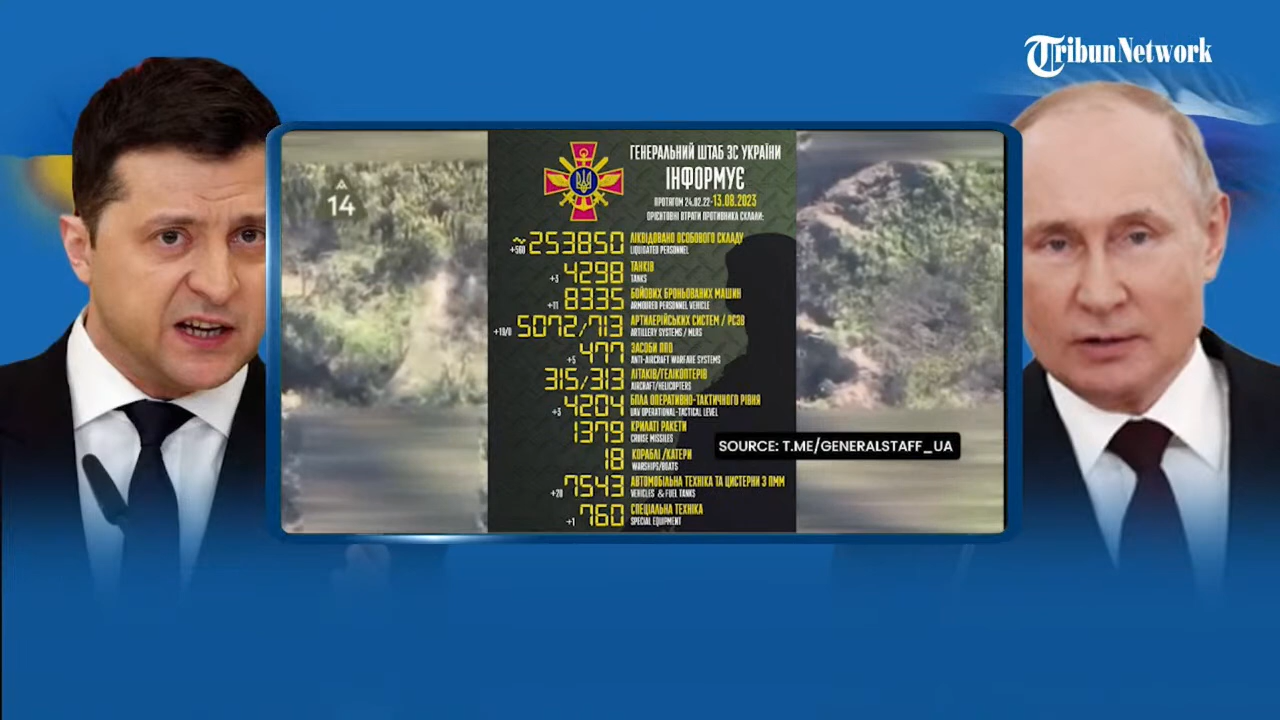 TribunNetwork
14
ГЕНЕРАЛЬНИЙ ШТАБ ЗС УКРАЇНИ
ІНФОРМУЄ
ПРОТЯГОМ 24.02.22-13.08.2023
ОРІЄНТОВНІ ВТРАТИ ПРОТИВНИКА СКЛАЛИ:
+560 ~253850 ЛІКВІДОВАНО ОСОБОВОГО СКЛАДУ
LIQUIDATED PERSONNEL
+3 4298 ТАНКІВ
TANKS
+11 8335 БОЙОВИХ БРОНЬОВАНИХ МАШИН
ARMOURED PERSONNEL VEHICLE
+19/0 5072/713 АРТИЛЕРІЙСЬКИХ СИСТЕМ / РСЗВ
ARTILLERY SYSTEMS / MLRS
+5 477 ЗАСОБИ ППО
ANTI-AIRCRAFT WARFARE SYSTEMS
315/313 ЛІТАКІВ/ГЕЛІКОПТЕРІВ
AIRCRAFT/HELICOPTERS
+3 4204 БПЛА ОПЕРАТИВНО-ТАКТИЧНОГО РІВНЯ
UAV OPERATIONAL-TACTICAL LEVEL
1379 КРИЛАТІ РАКЕТИ
CRUISE MISSILES
SOURCE: T.ME/GENERALSTAFF_UA
18 КОРАБЛІ /КАТЕРИ
WARSHIPS/BOATS
+20 7543 АВТОМОБІЛЬНА ТЕХНІКА ТА ЦИСТЕРНИ З ПММ
VEHICLES & FUEL TANKS
+1 760 СПЕЦІАЛЬНА ТЕХНІКА
SPECIAL EQUIPMENT